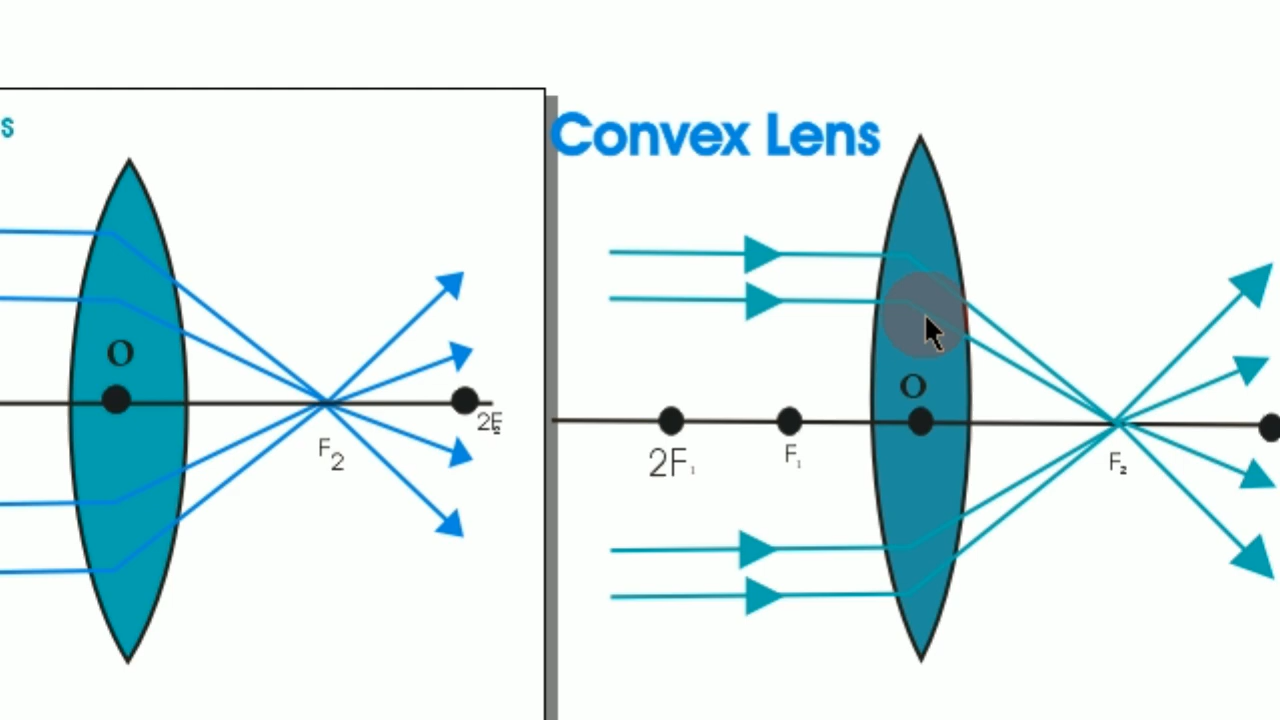 s
Convex Lens
O
2F₂
F₂
O
2F₁
F₁
F₂